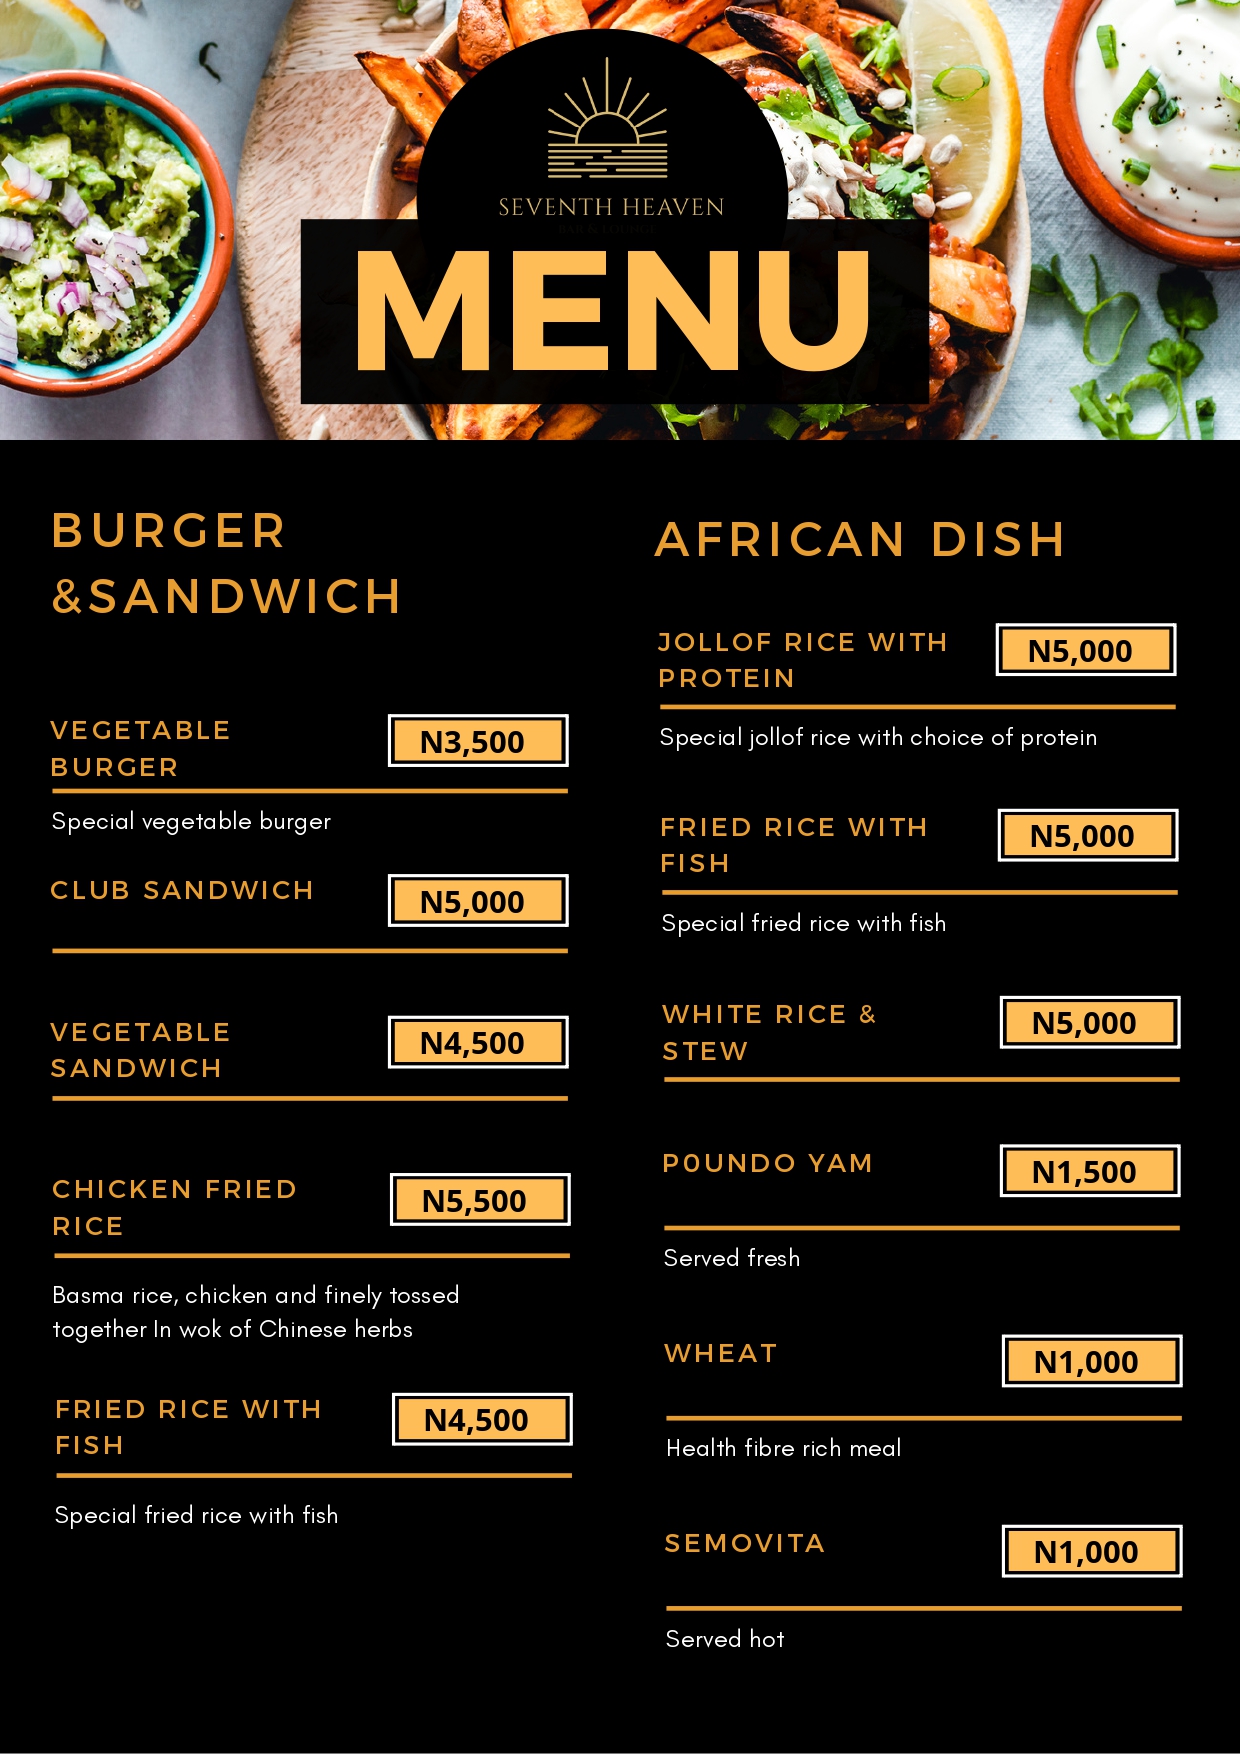 SEVENTH HEAVEN
BAR & LOUNGE
MENU
BURGER
&SANDWICH
VEGETABLE
BURGER
N3,500
Special vegetable burger
CLUB SANDWICH
N5,000
VEGETABLE
SANDWICH
N4,500
CHICKEN FRIED
RICE
N5,500
Basma rice, chicken and finely tossed
together In wok of Chinese herbs
FRIED RICE WITH
FISH
N4,500
Special fried rice with fish
AFRICAN DISH
JOLLOF RICE WITH
PROTEIN
N5,000
Special jollof rice with choice of protein
FRIED RICE WITH
FISH
N5,000
Special fried rice with fish
WHITE RICE &
STEW
N5,000
P0UNDO YAM
N1,500
Served fresh
WHEAT
N1,000
Health fibre rich meal
SEMOVITA
N1,000
Served hot